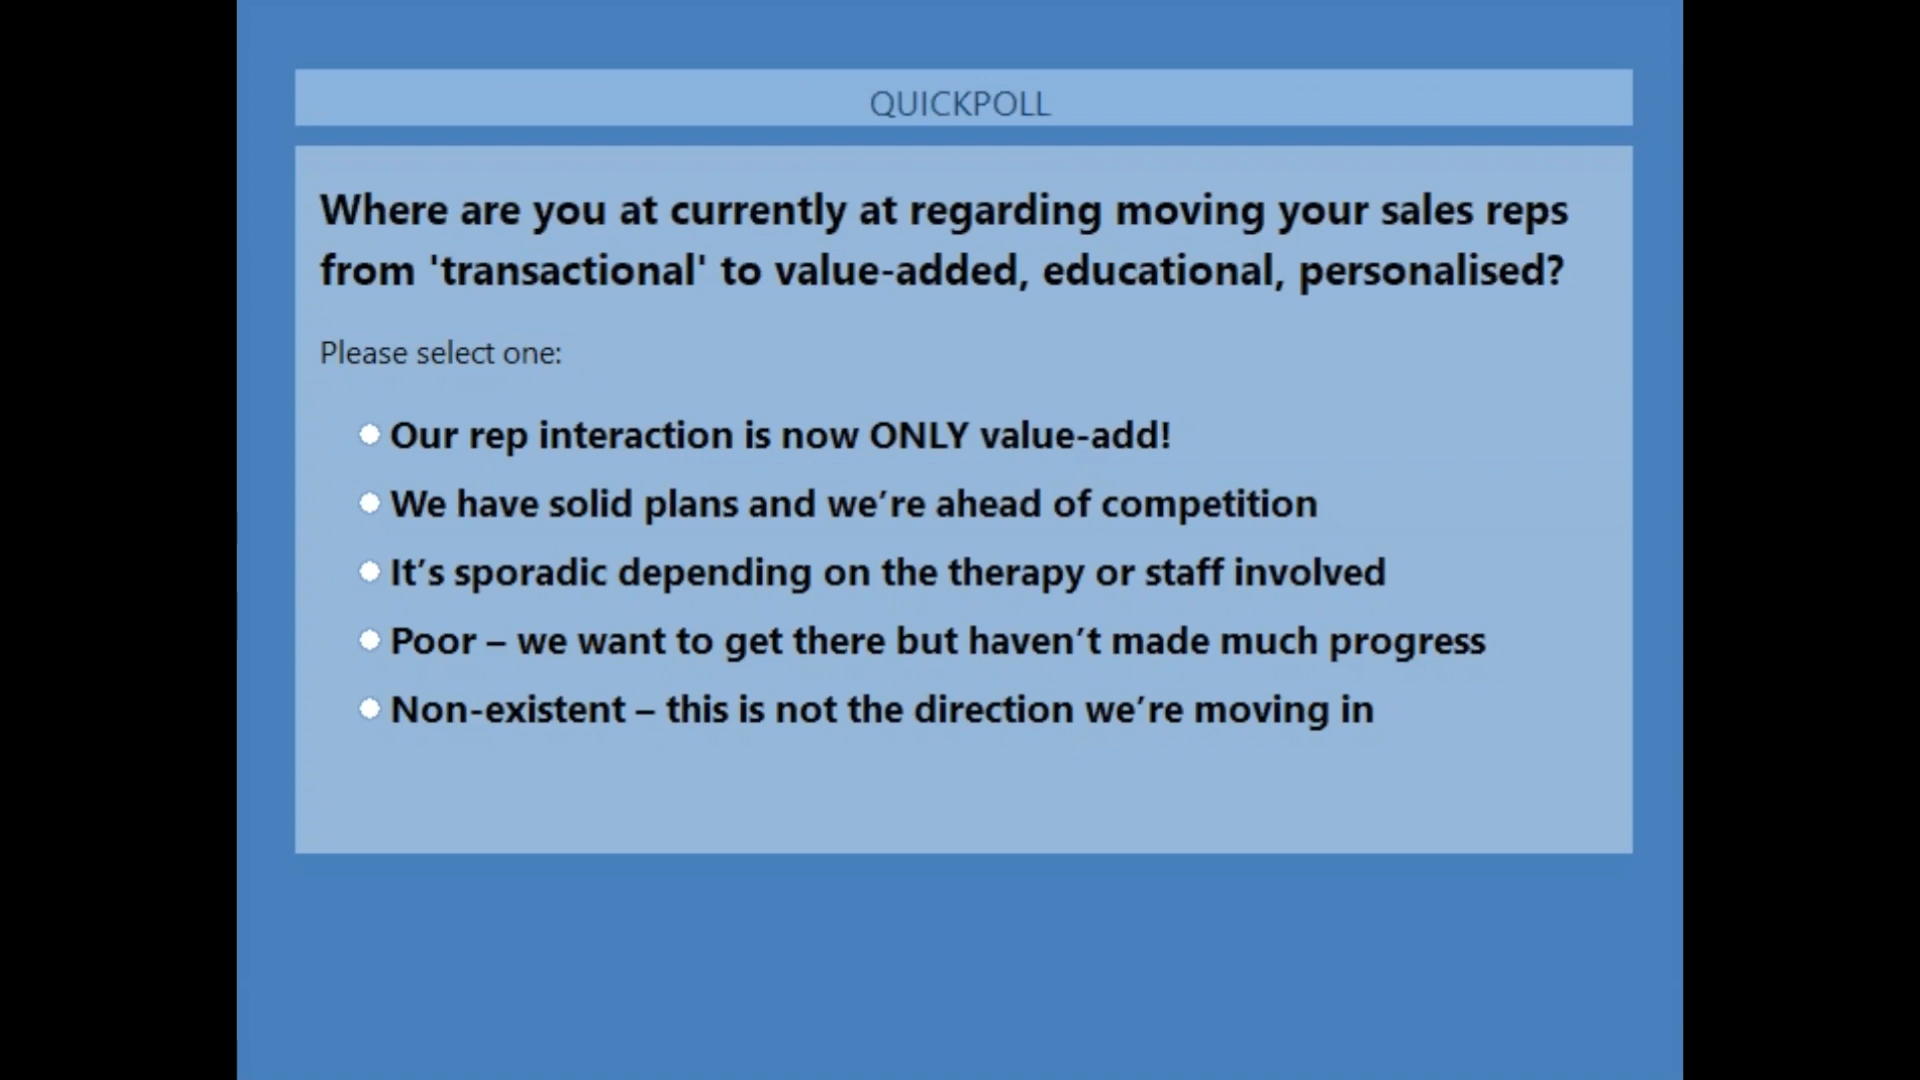 QUICKPOLL
Where are you at currently at regarding moving your sales reps
from 'transactional' to value-added, educational, personalised?
Please select one:
Our rep interaction is now ONLY value-add!
We have solid plans and we’re ahead of competition
It’s sporadic depending on the therapy or staff involved
Poor – we want to get there but haven’t made much progress
Non-existent – this is not the direction we’re moving in